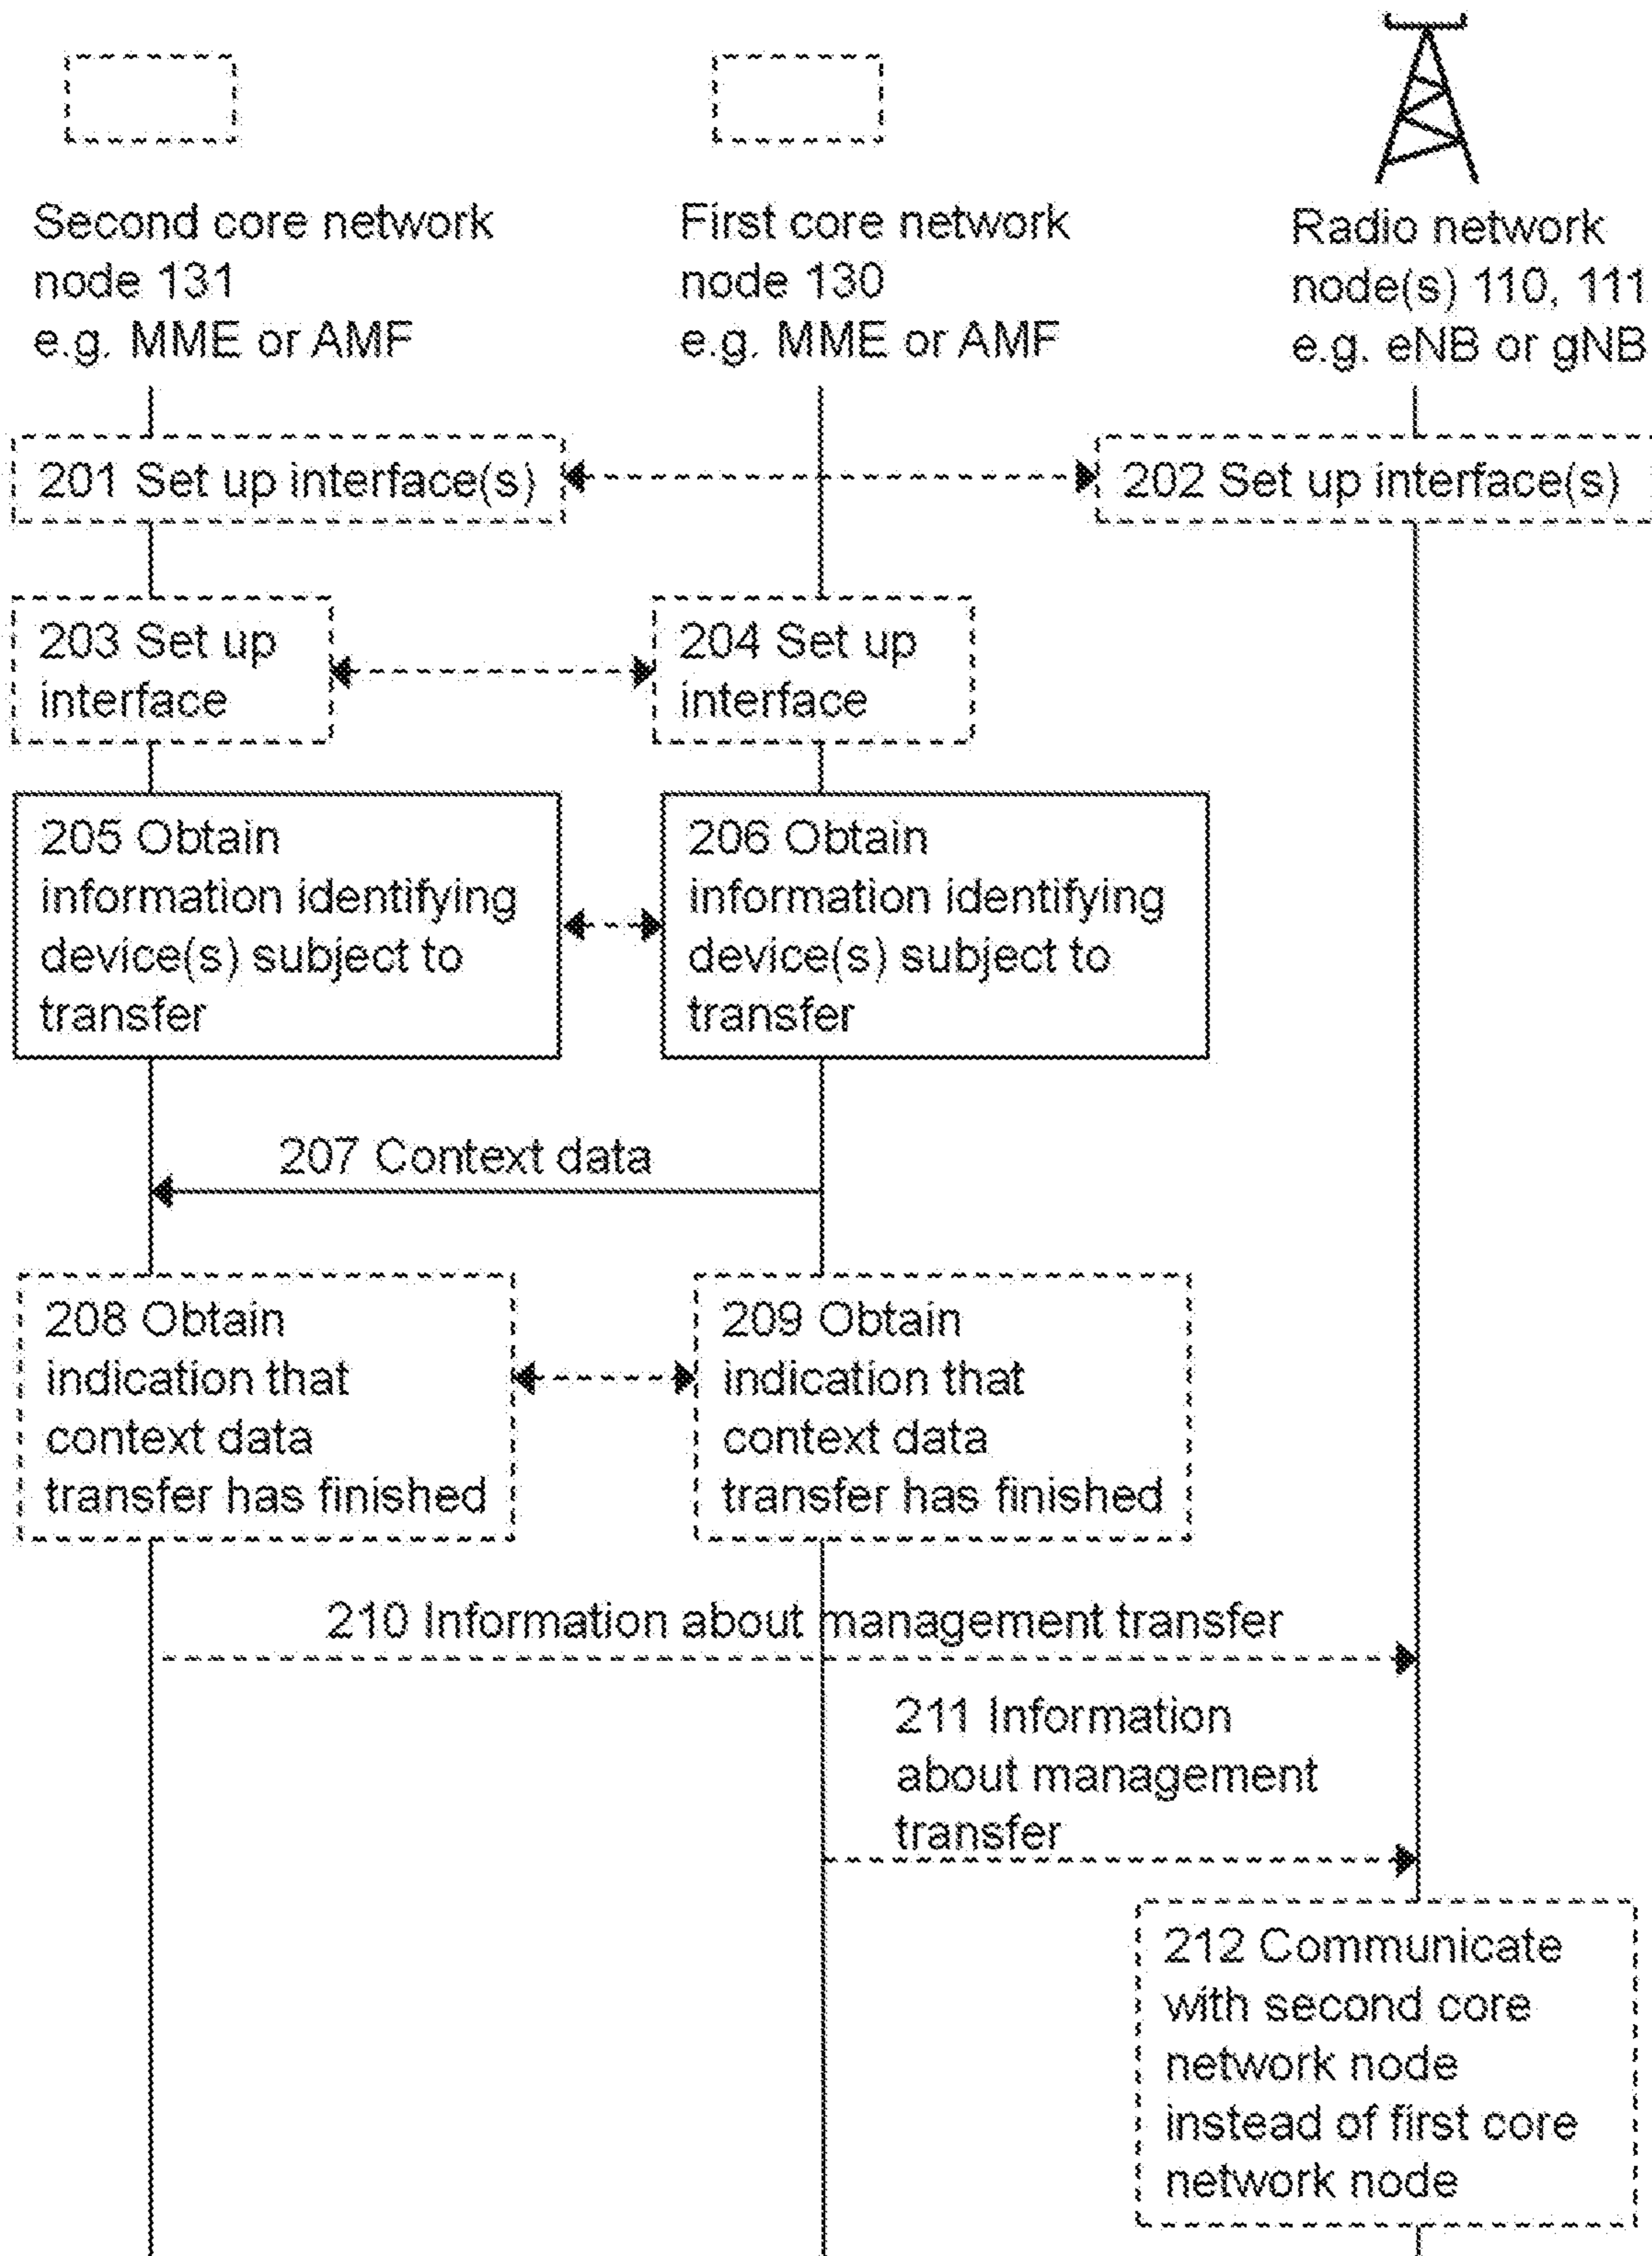 Second core network
node 131
e.g. MME or AMF
First core network
node 130
e.g. MME or AMF
Radio network
node(s) 110, 111
e.g. eNB or gNB
201 Set up interface(s)
202 Set up interface(s)
203 Set up
interface
204 Set up
interface
205 Obtain
information identifying
device(s) subject to
transfer
206 Obtain
information identifying
device(s) subject to
transfer
207 Context data
208 Obtain
indication that
context data
transfer has finished
209 Obtain
indication that
context data
transfer has finished
210 Information about management transfer
211 Information
about management
transfer
212 Communicate
with second core
network node
instead of first core
network node